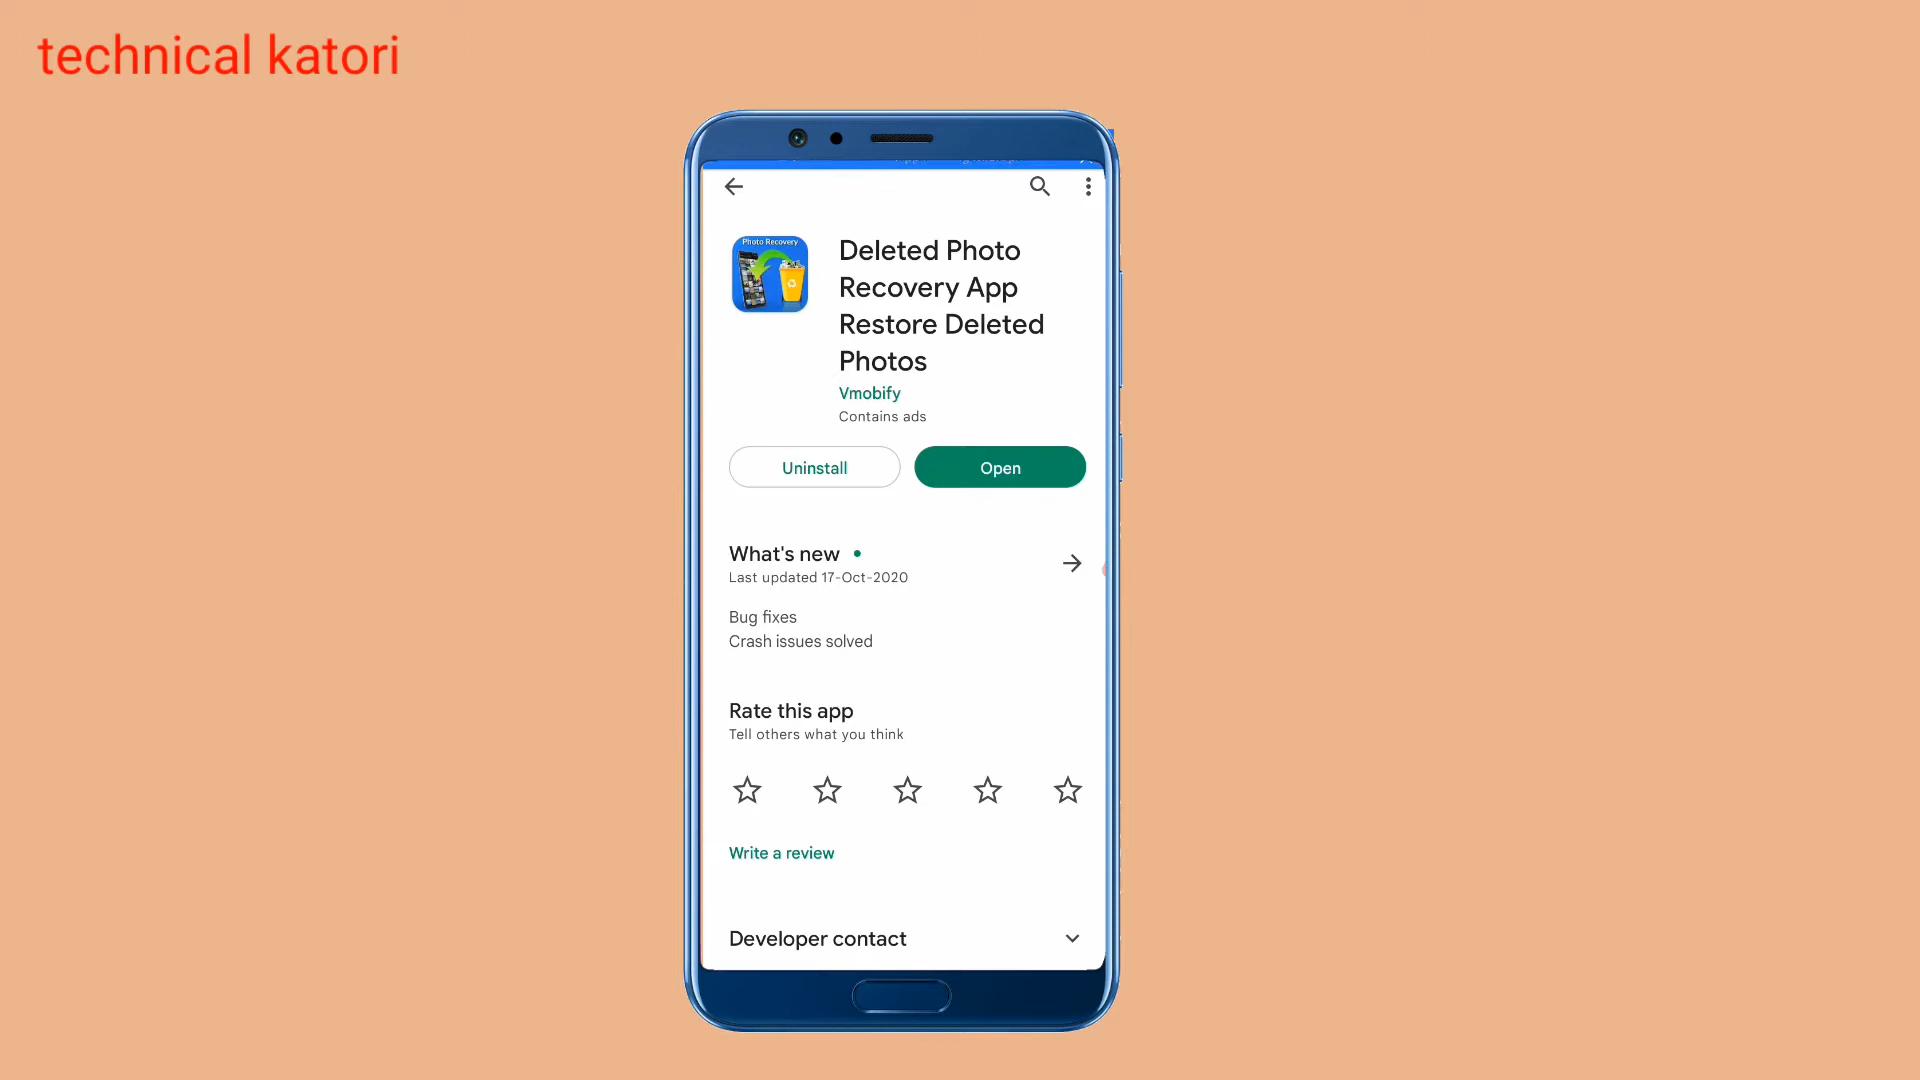 technical katori
Photo Recovery
Deleted Photo
Recovery App
Restore Deleted
Photos
Vmobify
Contains ads
Uninstall
Open
What's new
Last updated 17-Oct-2020
Bug fixes
Crash issues solved
Rate this app
Tell others what you think
Write a review
Developer contact